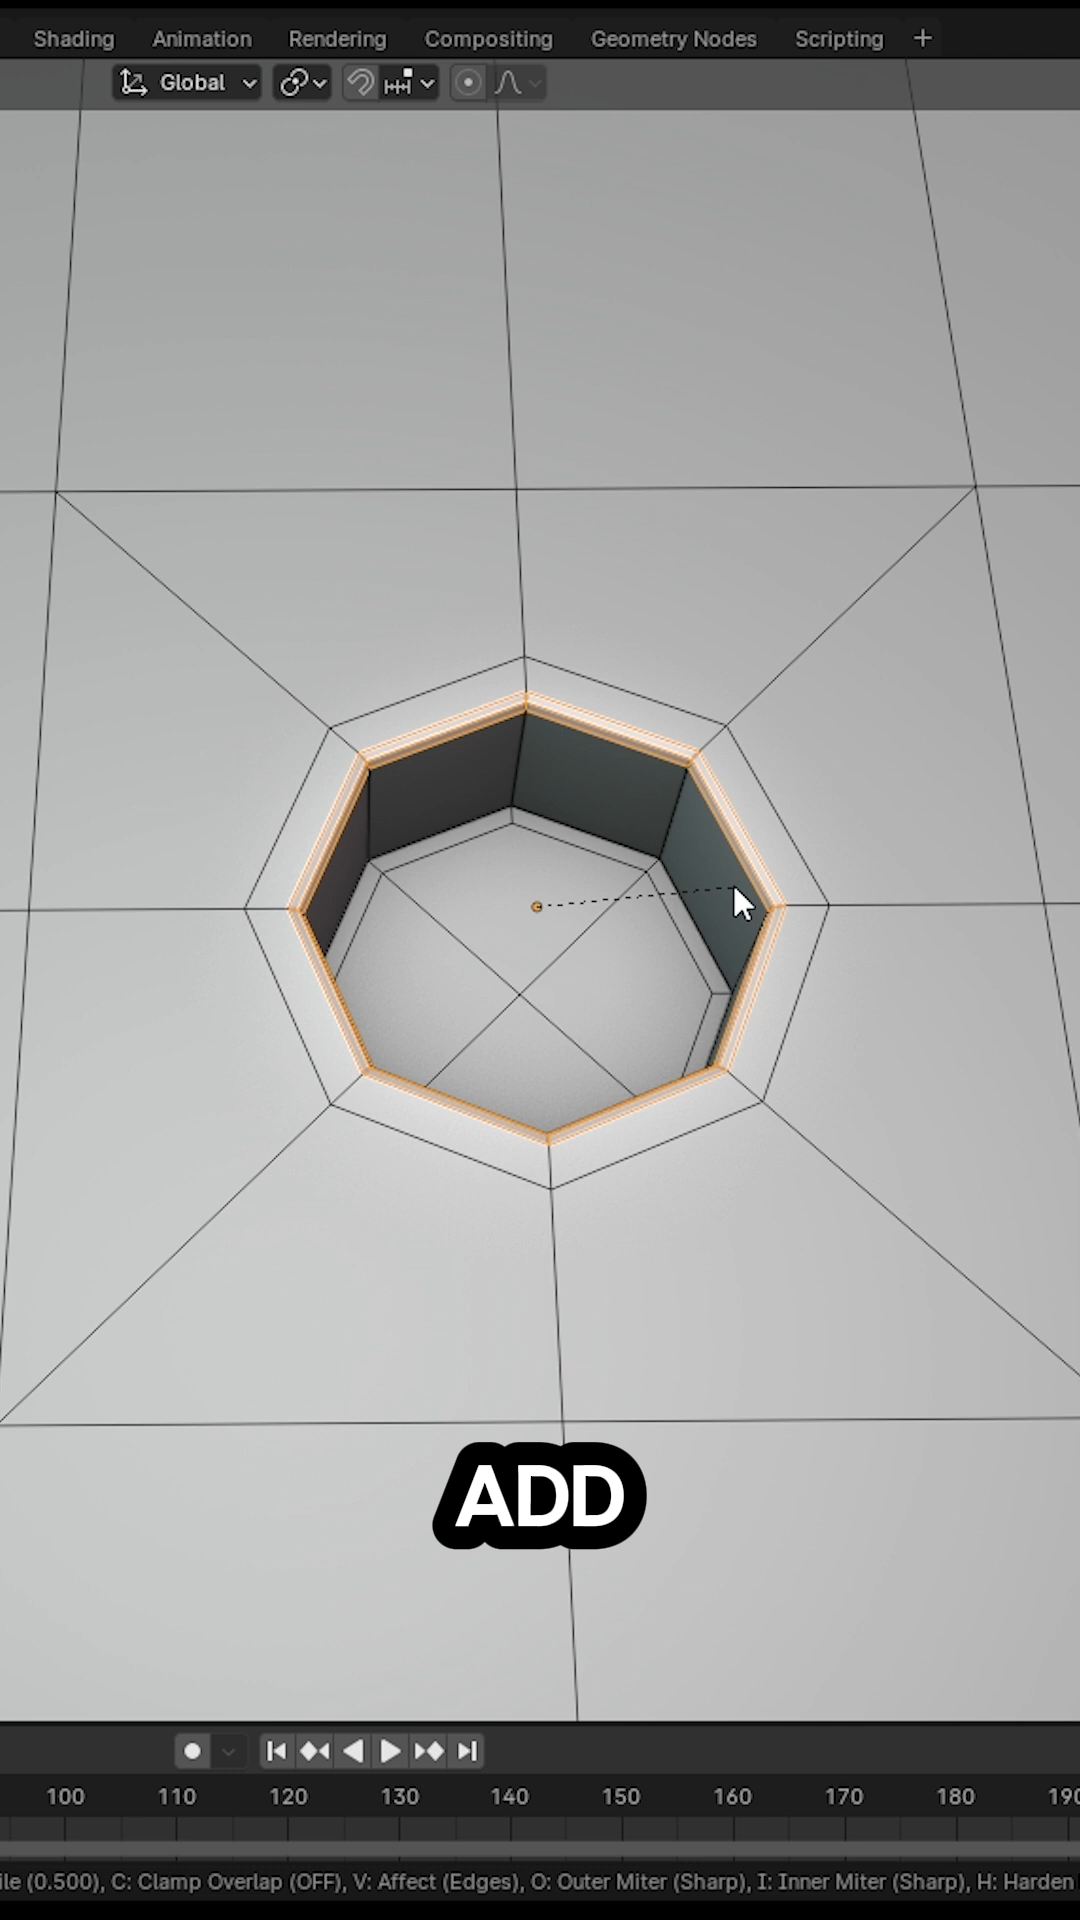 Shading Animation Rendering Compositing Geometry Nodes Scripting +
Global
ADD
100 110 120 130 140 150 160 170 180 190
ile (0.500), C: Clamp Overlap (OFF), V: Affect (Edges), O: Outer Miter (Sharp), I: Inner Miter (Sharp), H: Harden